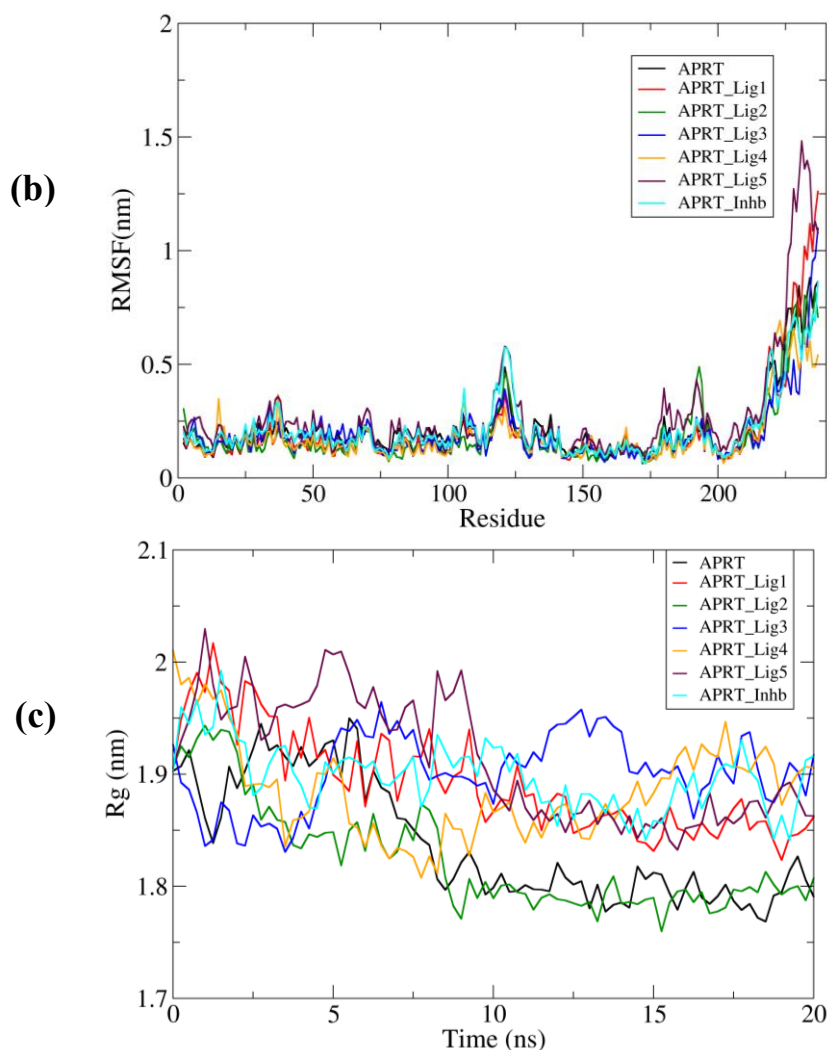 (b)
RMSF(nm)
2
1.5
1
0.5
0
APRT
APRT_Lig1
APRT_Lig2
APRT_Lig3
APRT_Lig4
APRT_Lig5
APRT_Inhb
0 50 100 150 200
Residue
(c)
Rg (nm)
2.1
2
1.9
1.8
1.7
APRT
APRT_Lig1
APRT_Lig2
APRT_Lig3
APRT_Lig4
APRT_Lig5
APRT_Inhb
0 5 10 15 20
Time (ns)